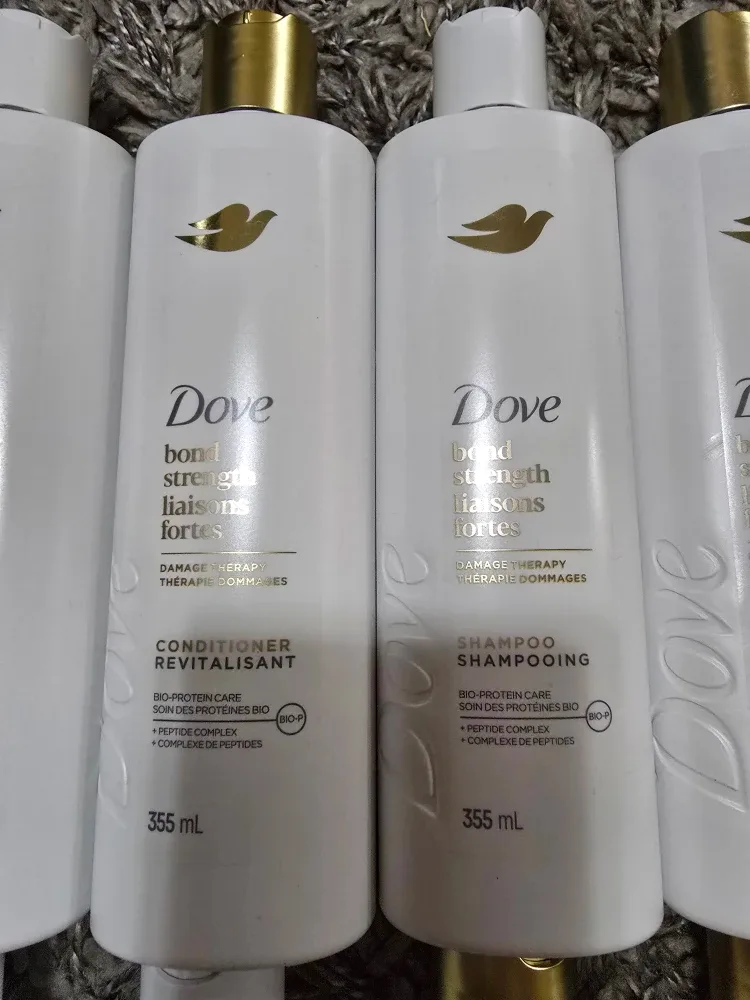 Dove
bond
strength
liaisons
fortes
DAMAGE THERAPY
THÉRAPIE DOMMAGES
CONDITIONER
REVITALISANT
BIO-PROTEIN CARE
SOIN DES PROTÉINES BIO
BIO-P
+ PEPTIDE COMPLEX
+ COMPLEXE DE PEPTIDES
355 mL
Dove
Dove
bond
strength
liaisons
fortes
DAMAGE THERAPY
THÉRAPIE DOMMAGES
SHAMPOO
SHAMPOOING
BIO-PROTEIN CARE
SOIN DES PROTÉINES BIO
BIO-P
+ PEPTIDE COMPLEX
+ COMPLEXE DE PEPTIDES
355 mL
Dove
Dove